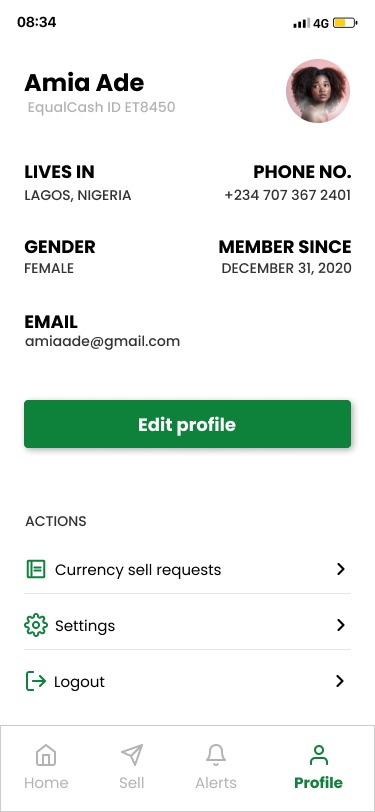 08:34
4G
Amia Ade
EqualCash ID ET8450
LIVES IN
LAGOS, NIGERIA
PHONE NO.
+234 707 367 2401
GENDER
FEMALE
MEMBER SINCE
DECEMBER 31, 2020
EMAIL
amiaade@gmail.com
Edit profile
ACTIONS
Currency sell requests
Settings
Logout
Home
Sell
Alerts
Profile